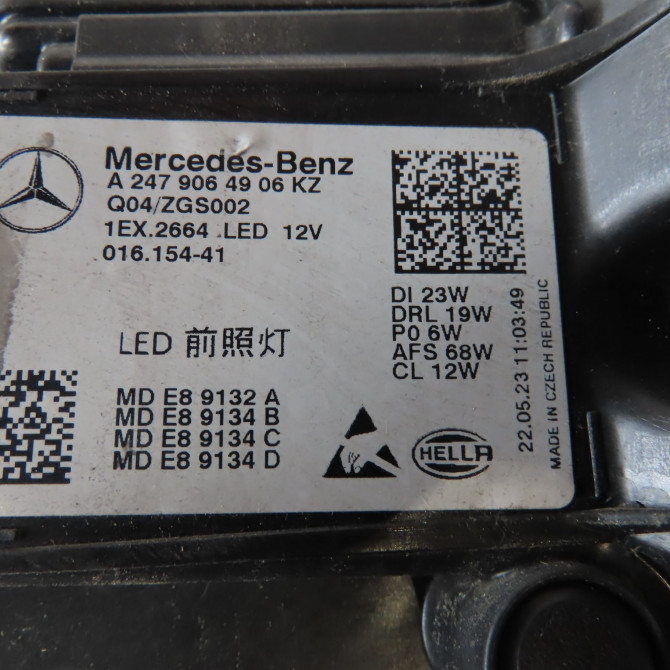 Mercedes-Benz
A 247 906 49 06 KZ
Q04/ZGS002
1EX.2664 .LED 12V
016.154-41
LED 前照灯
MD E8 9132 A
MD E8 9134 B
MD E8 9134 C
MD E8 9134 D
DI 23W
DRL 19W
P0 6W
AFS 68W
CL 12W
HELLA
22.05.23 11:03:49
MADE IN CZECH REPUBLIC